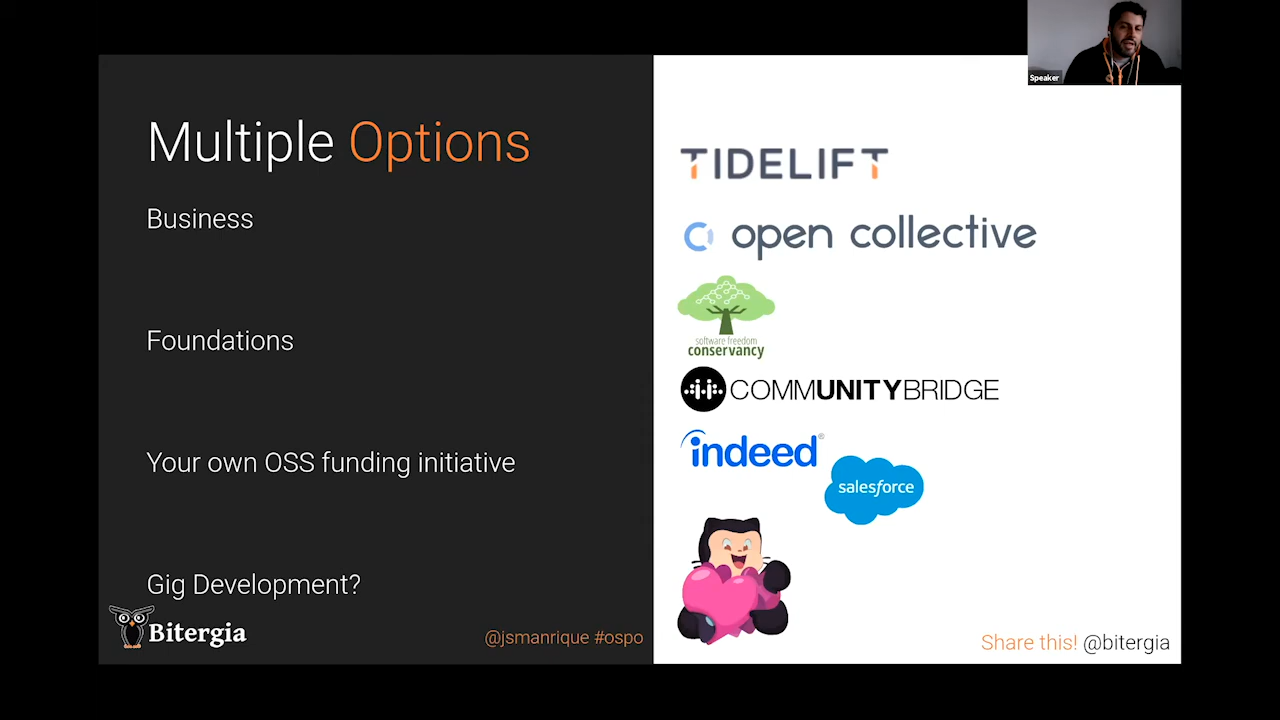 Speaker
Multiple Options
Business
Foundations
Your own OSS funding initiative
Gig Development?
Bitergia
@jsmanrique #ospo
TIDELIFT
open collective
software freedom
conservancy
COMMUNITYBRIDGE
indeed®
salesforce
Share this! @bitergia